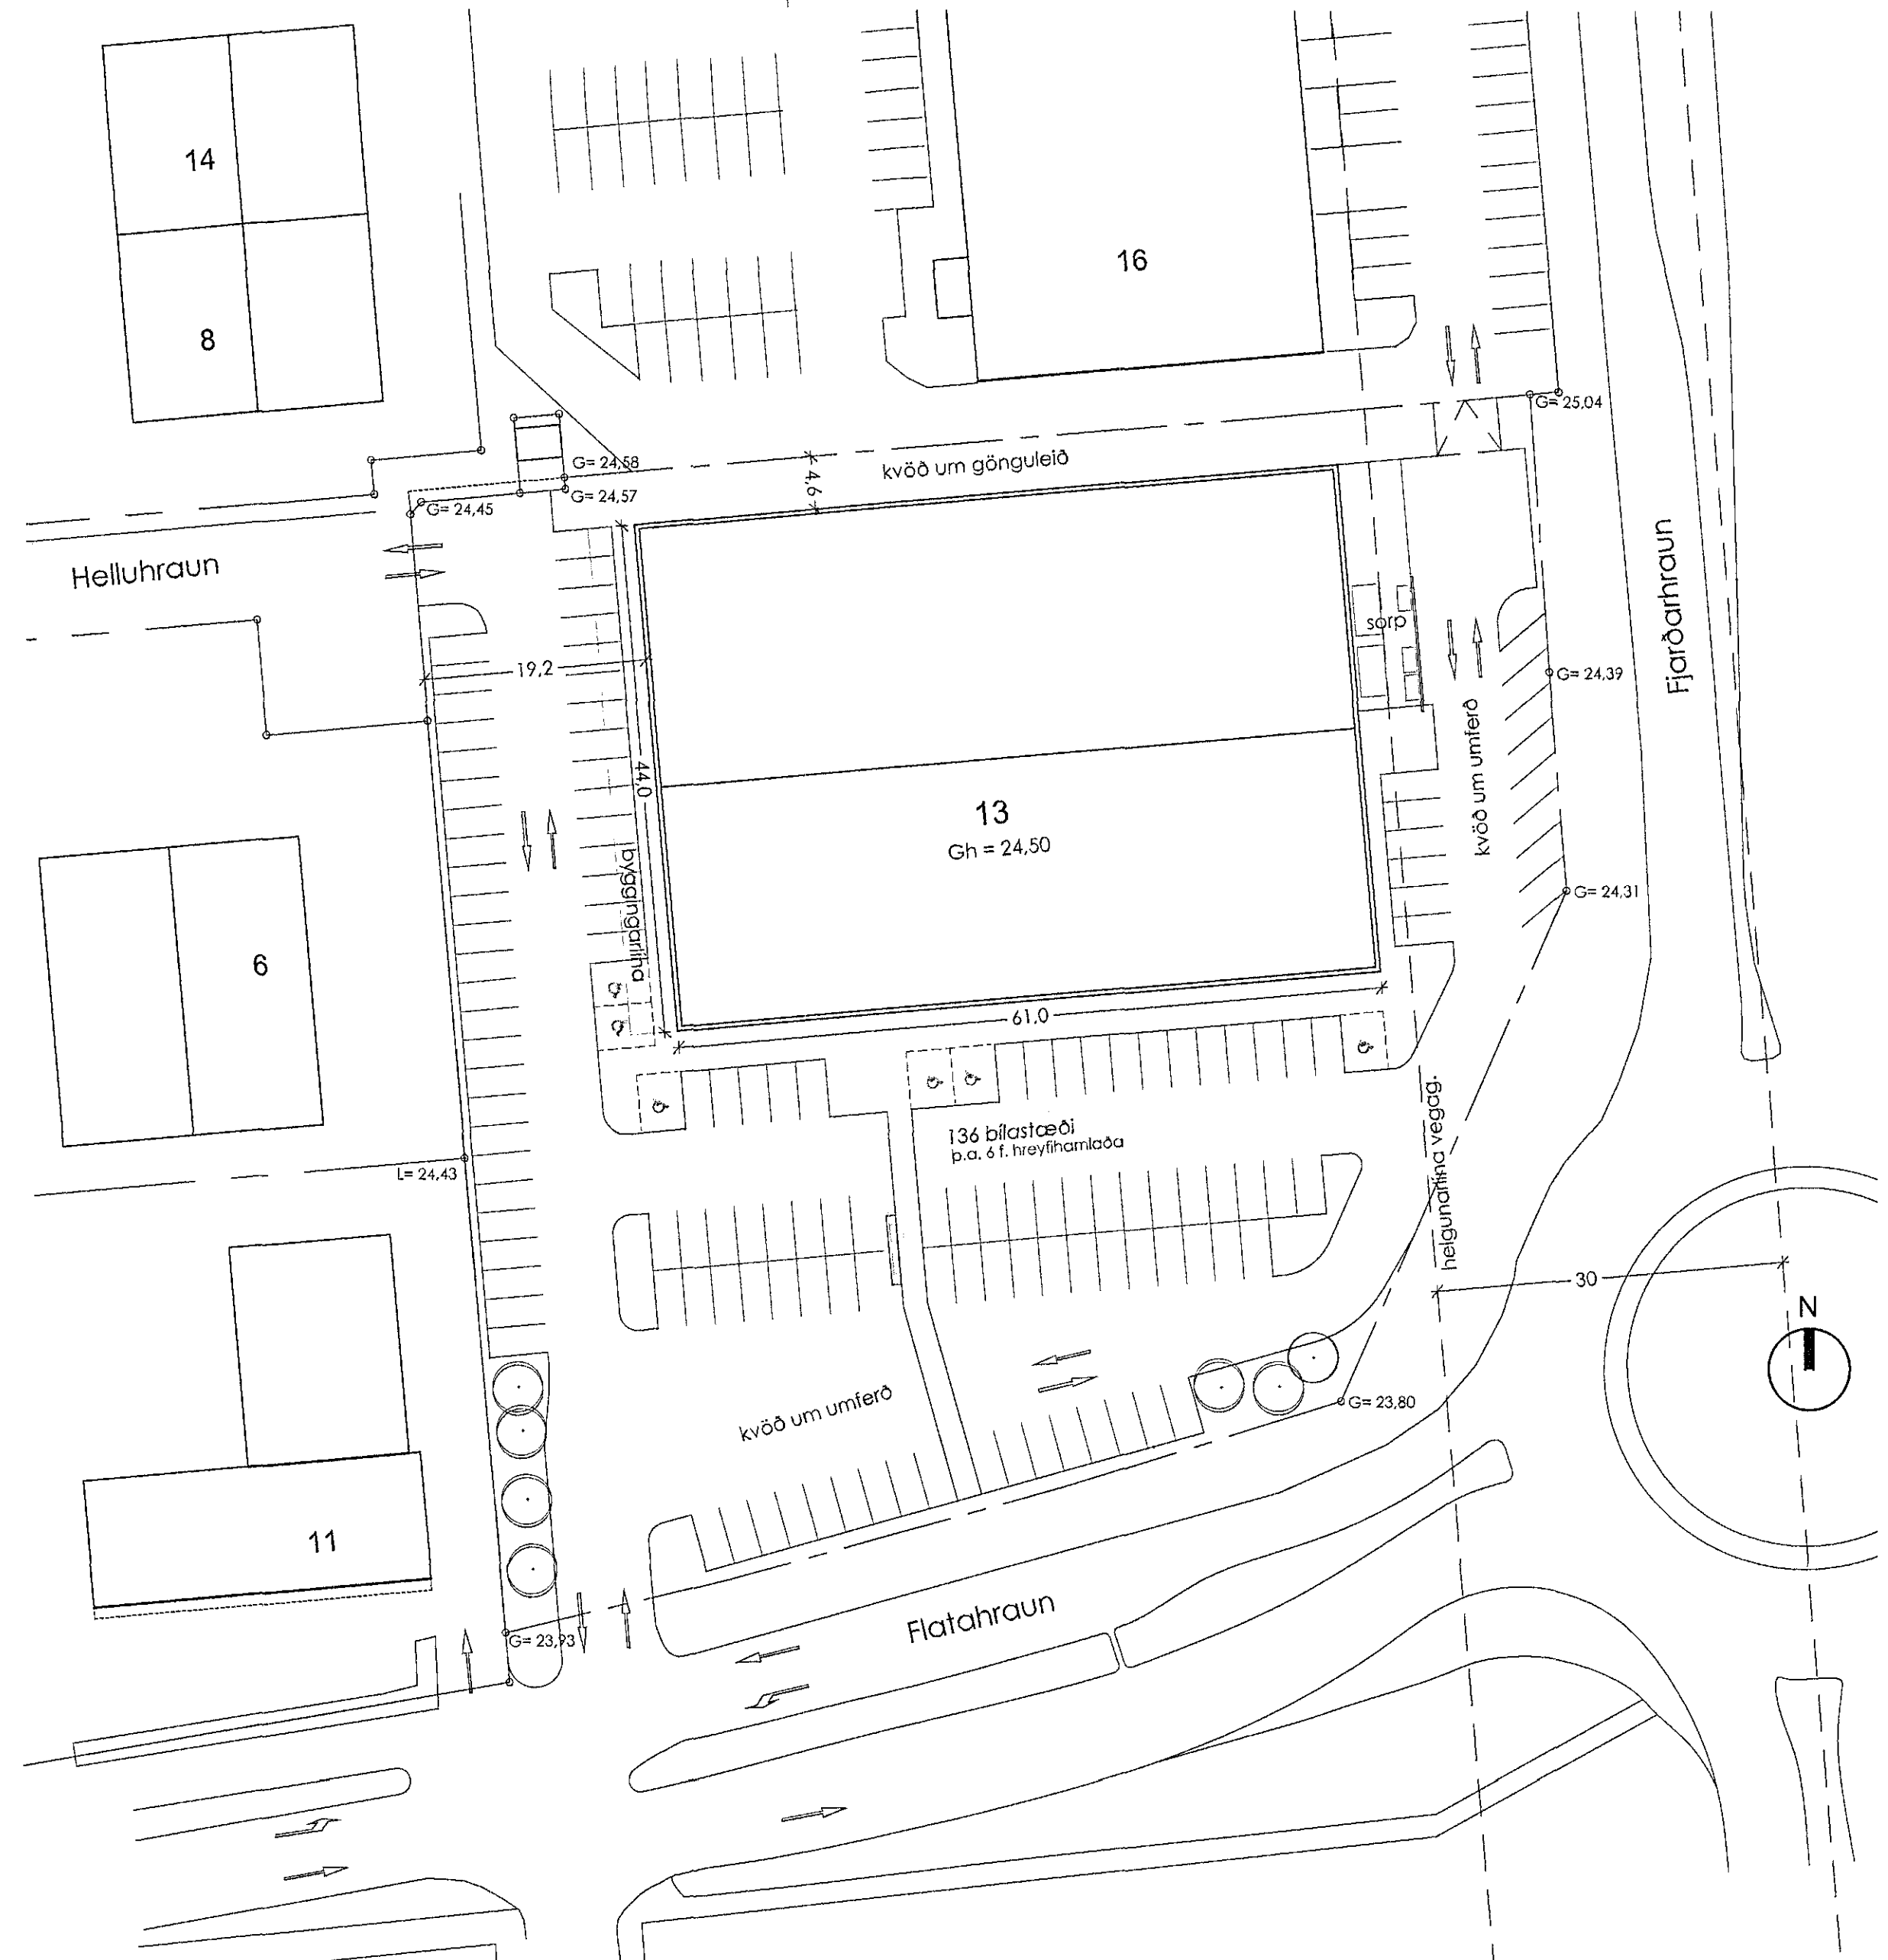 14
16
8
G= 25,04
G= 24,58
kvöð um gönguleið
4,6
G= 24,57
G= 24,45
Helluhraun
Fjarðarhraun
sorp
19,2
G= 24,39
kvöð um umferð
44,0
13
Gh = 24,50
byggingarlína
G= 24,31
6
61,0
136 bílastæði
þ.a. 6 f. hreyfihamlaða
helgunarlína vegag.
L= 24,43
30
N
kvöð um umferð
G= 23,80
11
Flatahraun
G= 23,93